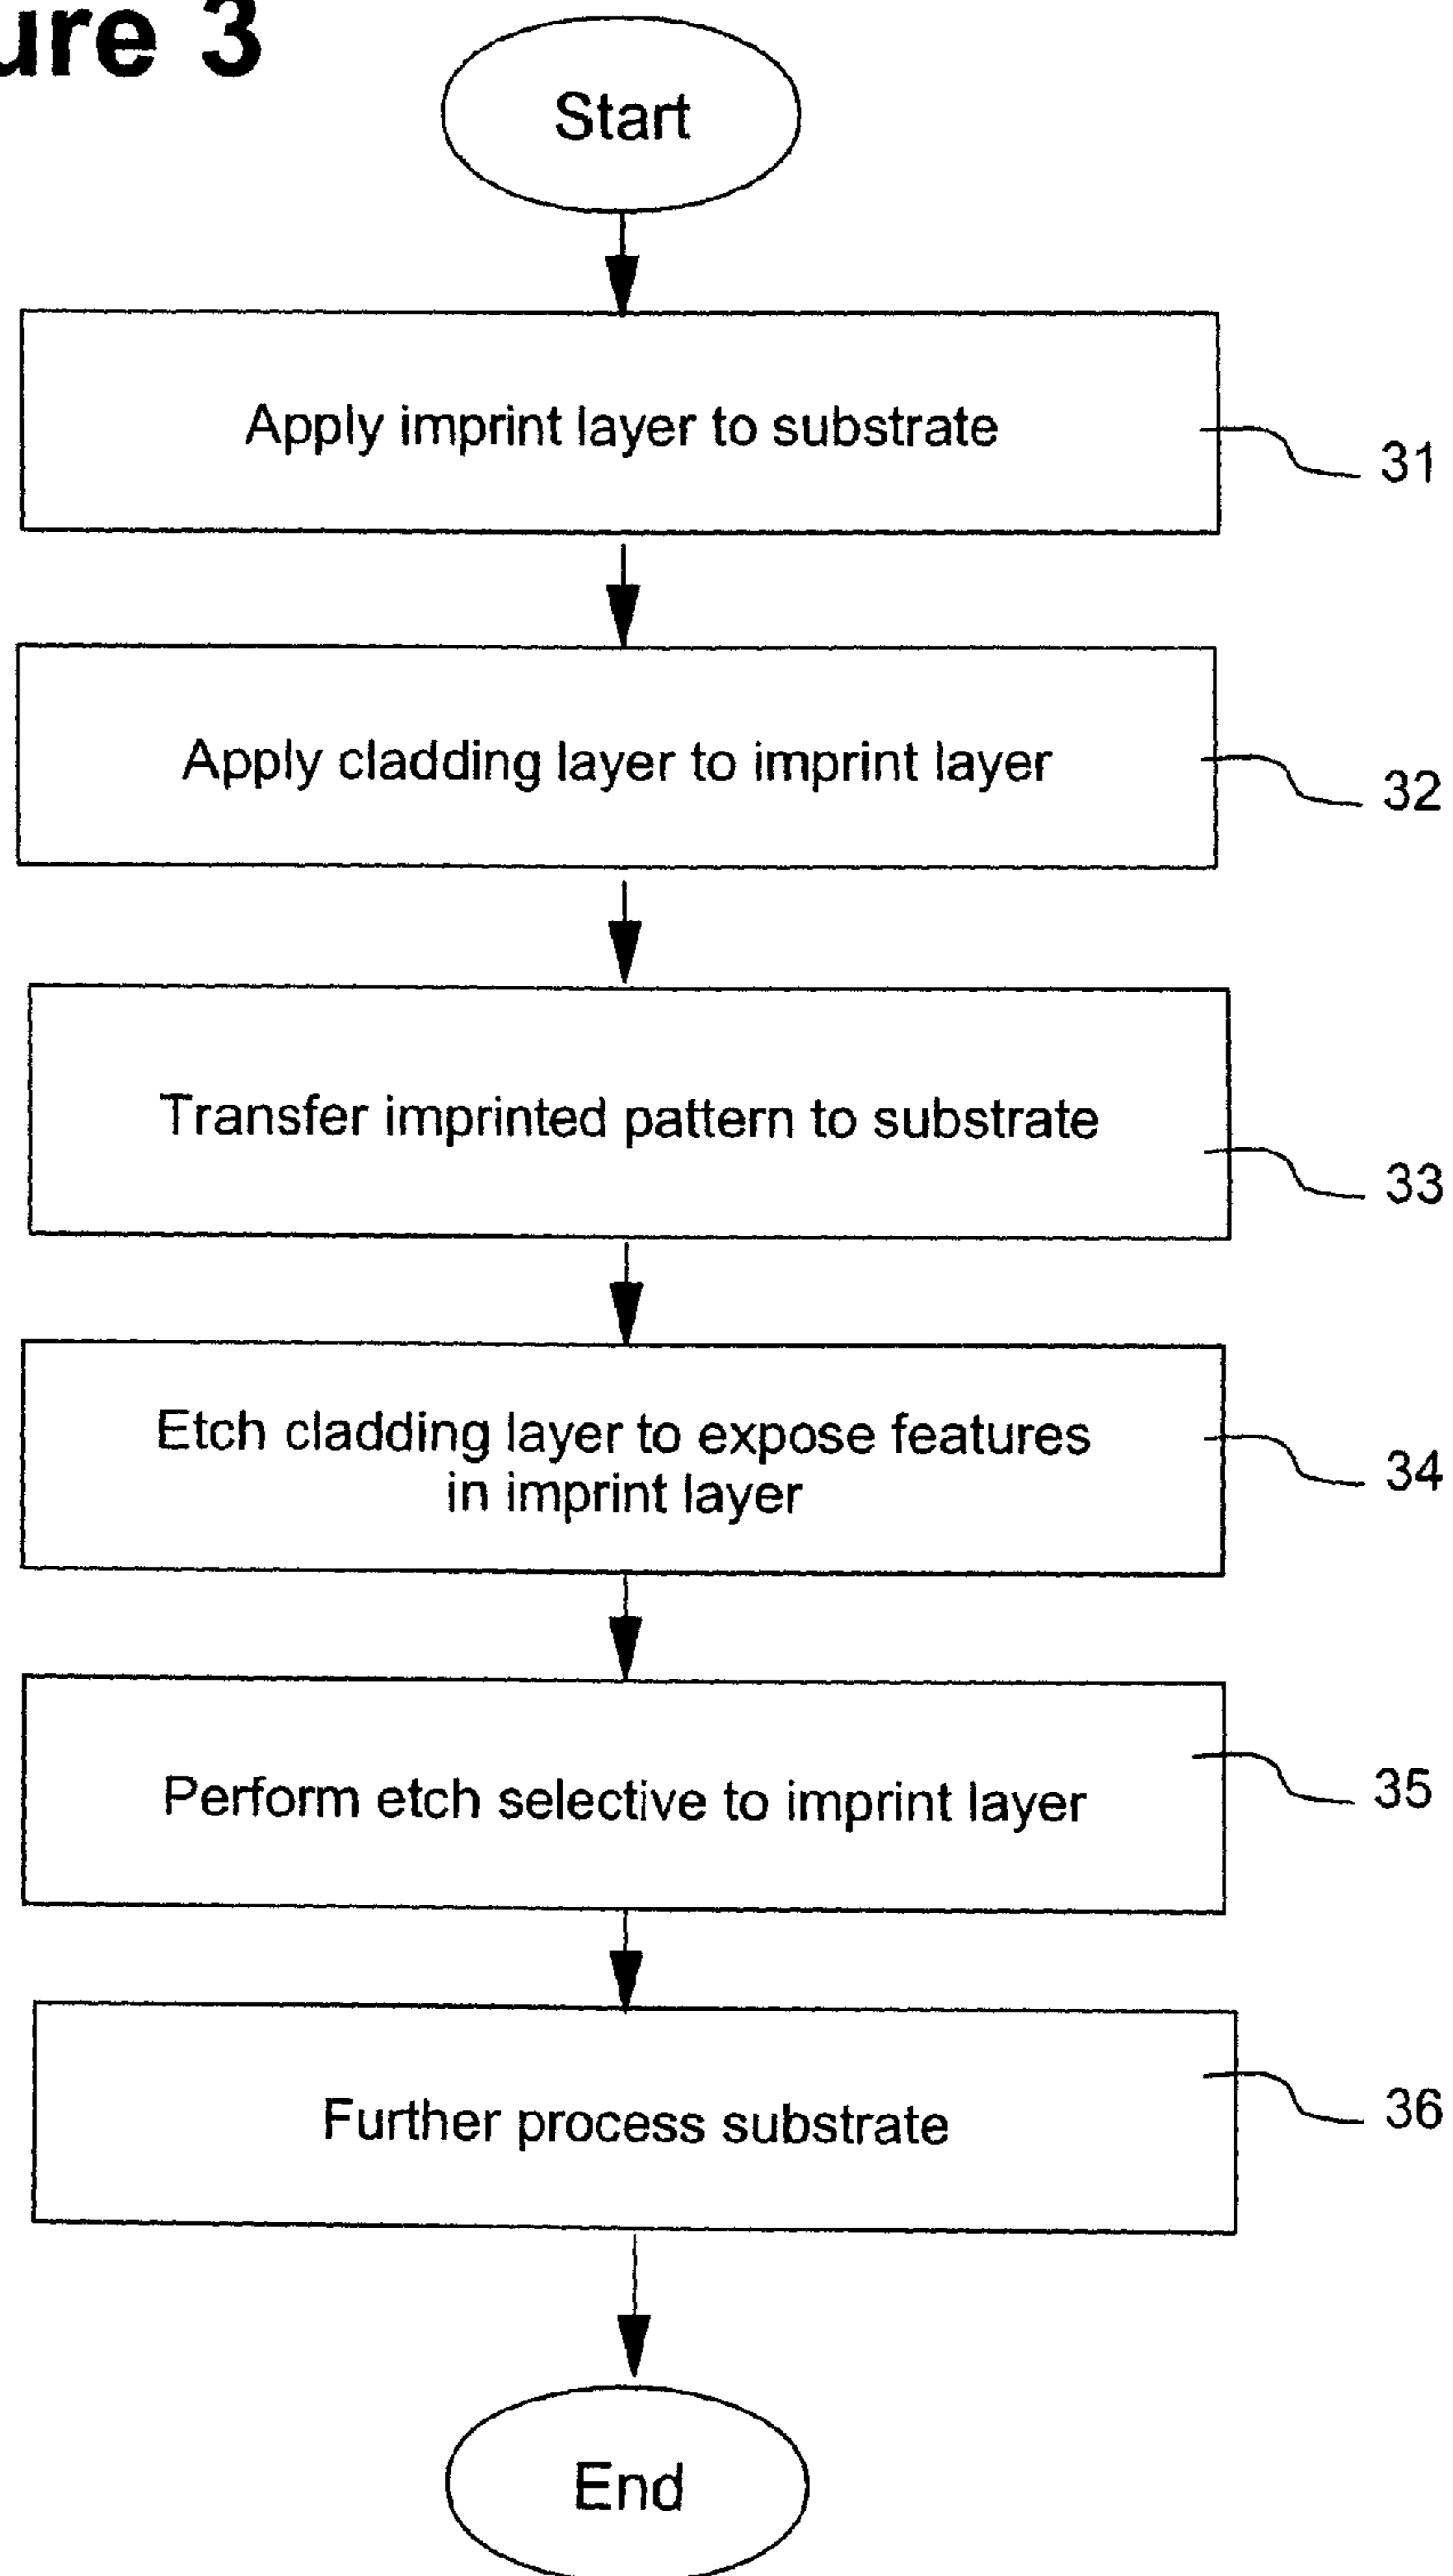 ure 3
Start
Apply imprint layer to substrate
31
Apply cladding layer to imprint layer
32
Transfer imprinted pattern to substrate
33
Etch cladding layer to expose features
in imprint layer
34
Perform etch selective to imprint layer
35
Further process substrate
36
End